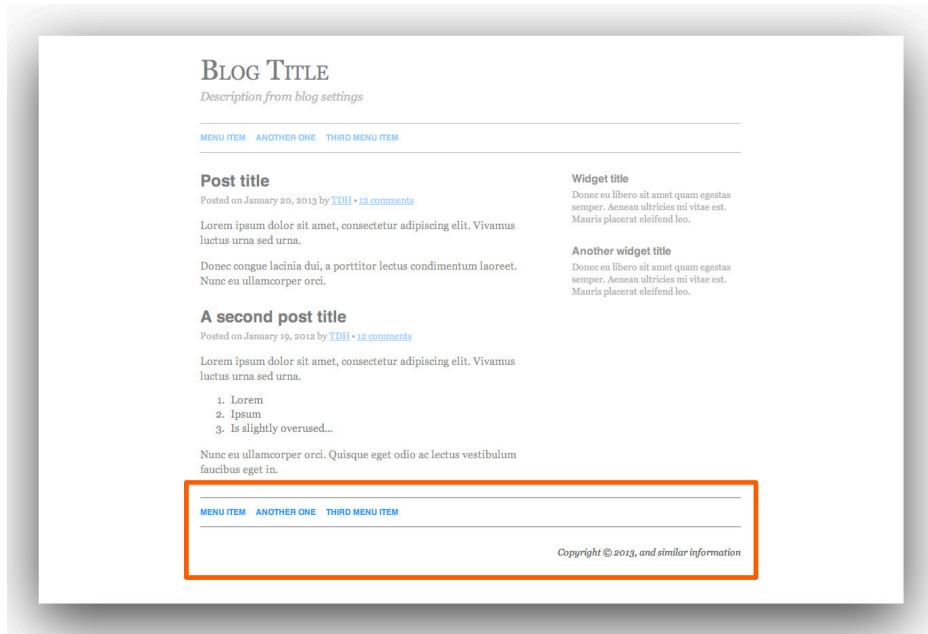 BLOG TITLE
Description from blog settings
MENU ITEM ANOTHER ONE THIRD MENU ITEM
Post title
Posted on January 20, 2013 by TDH • 12 comments
Lorem ipsum dolor sit amet, consectetur adipiscing elit. Vivamus
luctus urna sed urna.
Donec congue lacinia dui, a porttitor lectus condimentum laoreet.
Nunc eu ullamcorper orci.
A second post title
Posted on January 19, 2012 by TDH • 12 comments
Lorem ipsum dolor sit amet, consectetur adipiscing elit. Vivamus
luctus urna sed urna.
1. Lorem
2. Ipsum
3. Is slightly overused...
Nunc eu ullamcorper orci. Quisque eget odio ac lectus vestibulum
faucibus eget in.
Widget title
Donec eu libero sit amet quam egestas
semper. Aenean ultricies mi vitae est.
Mauris placerat eleifend leo.
Another widget title
Donec eu libero sit amet quam egestas
semper. Aenean ultricies mi vitae est.
Mauris placerat eleifend leo.
MENU ITEM ANOTHER ONE THIRD MENU ITEM
Copyright © 2013, and similar information